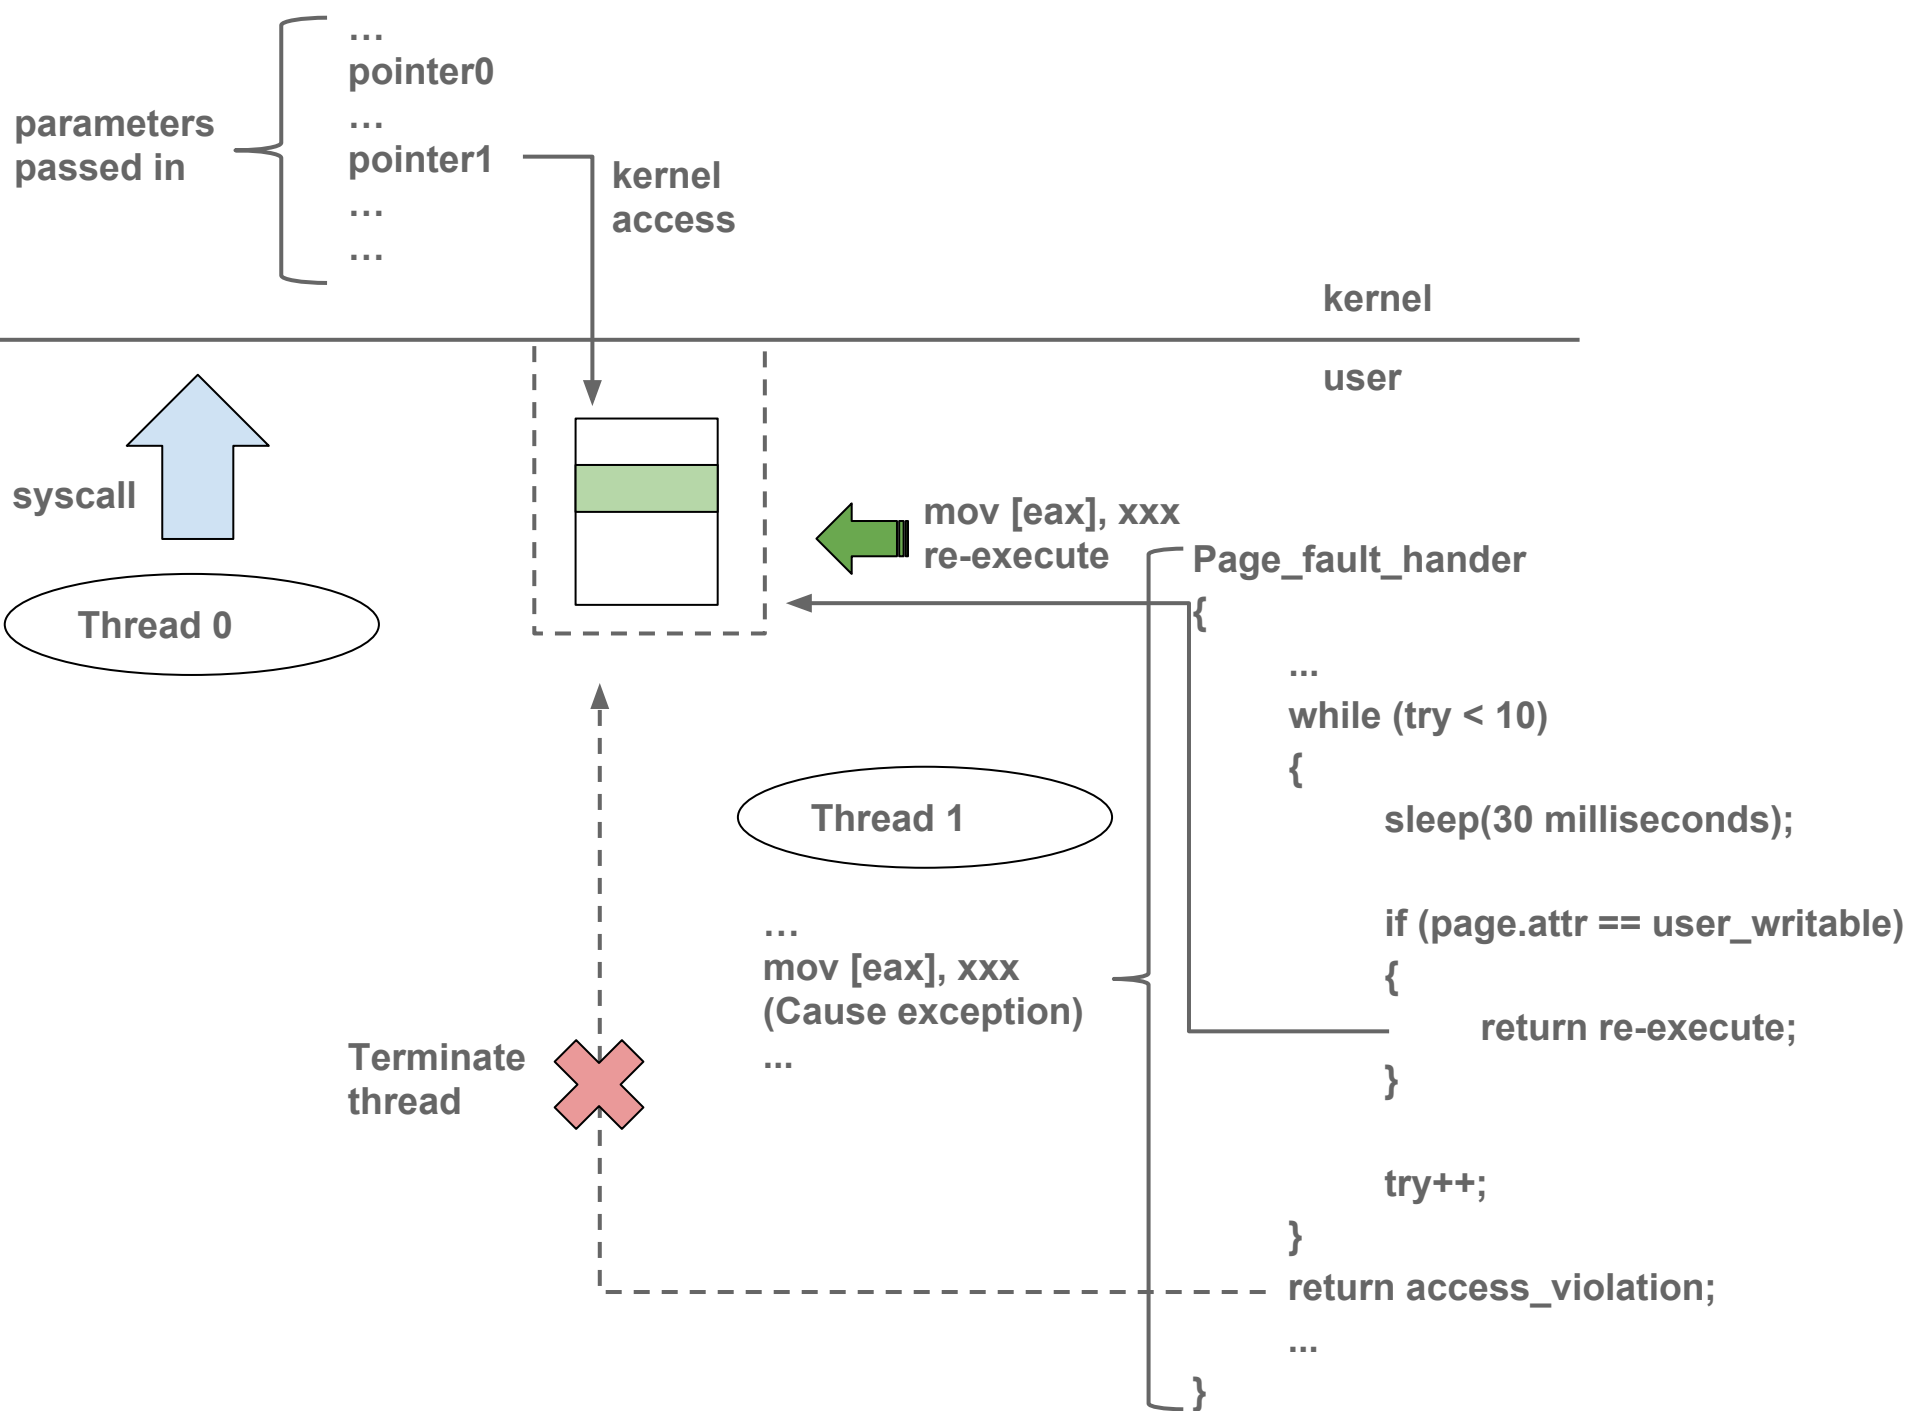 …
pointer0
parameters
passed in
…
pointer1
…
…
kernel
access
kernel
user
syscall
Thread 0
mov [eax], xxx
re-execute
Page_fault_hander
{
...
while (try < 10)
{
sleep(30 milliseconds);
if (page.attr == user_writable)
{
return re-execute;
}
try++;
}
return access_violation;
...
}
Thread 1
…
mov [eax], xxx
(Cause exception)
...
Terminate
thread